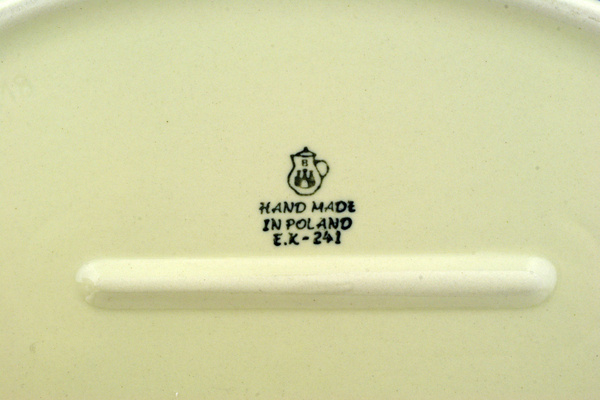 B
HAND MADE
IN POLAND
E.K-241